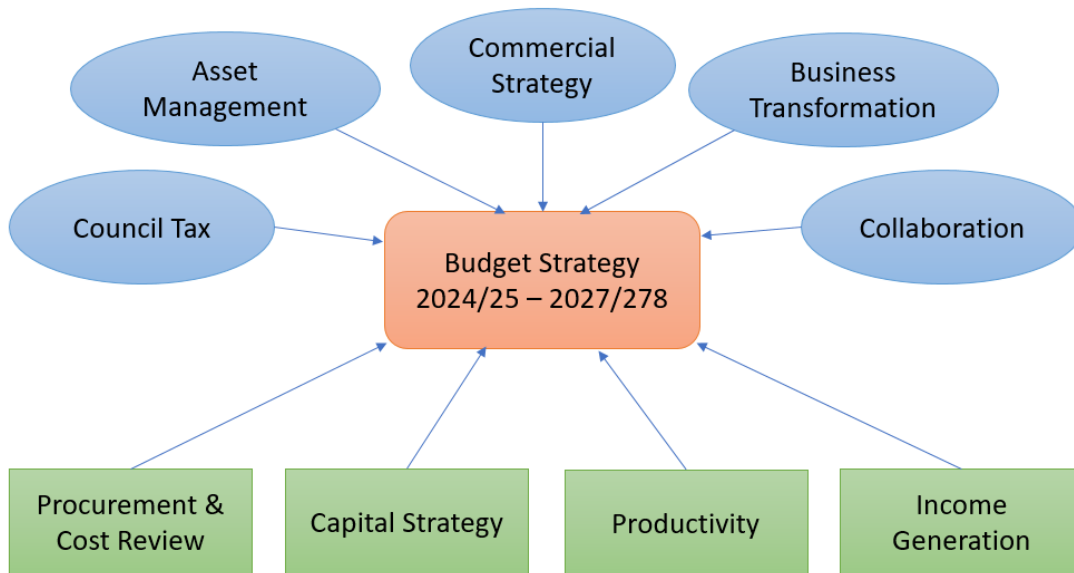 Commercial
Strategy
Asset
Management
Business
Transformation
Council Tax
Collaboration
Budget Strategy
2024/25 – 2027/278
Procurement &
Cost Review
Capital Strategy
Productivity
Income
Generation